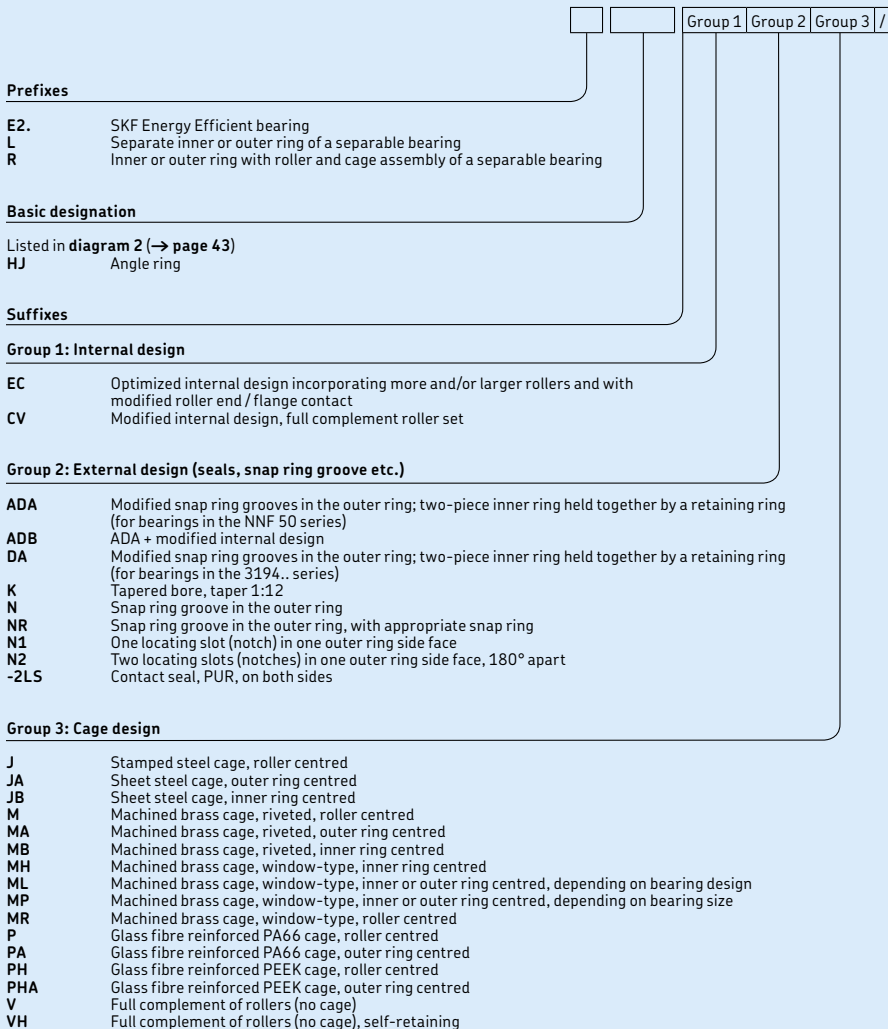 Group 1 Group 2 Group 3 /
Prefixes
E2. SKF Energy Efficient bearing
L Separate inner or outer ring of a separable bearing
R Inner or outer ring with roller and cage assembly of a separable bearing
Basic designation
Listed in diagram 2 (→ page 43)
HJ Angle ring
Suffixes
Group 1: Internal design
EC Optimized internal design incorporating more and/or larger rollers and with
modified roller end / flange contact
CV Modified internal design, full complement roller set
Group 2: External design (seals, snap ring groove etc.)
ADA Modified snap ring grooves in the outer ring; two-piece inner ring held together by a retaining ring
(for bearings in the NNF 50 series)
ADB ADA + modified internal design
DA Modified snap ring grooves in the outer ring; two-piece inner ring held together by a retaining ring
(for bearings in the 3194.. series)
K Tapered bore, taper 1:12
N Snap ring groove in the outer ring
NR Snap ring groove in the outer ring, with appropriate snap ring
N1 One locating slot (notch) in one outer ring side face
N2 Two locating slots (notches) in one outer ring side face, 180° apart
-2LS Contact seal, PUR, on both sides
Group 3: Cage design
J Stamped steel cage, roller centred
JA Sheet steel cage, outer ring centred
JB Sheet steel cage, inner ring centred
M Machined brass cage, riveted, roller centred
MA Machined brass cage, riveted, outer ring centred
MB Machined brass cage, riveted, inner ring centred
MH Machined brass cage, window-type, inner ring centred
ML Machined brass cage, window-type, inner or outer ring centred, depending on bearing design
MP Machined brass cage, window-type, inner or outer ring centred, depending on bearing size
MR Machined brass cage, window-type, roller centred
P Glass fibre reinforced PA66 cage, roller centred
PA Glass fibre reinforced PA66 cage, outer ring centred
PH Glass fibre reinforced PEEK cage, roller centred
PHA Glass fibre reinforced PEEK cage, outer ring centred
V Full complement of rollers (no cage)
VH Full complement of rollers (no cage), self-retaining